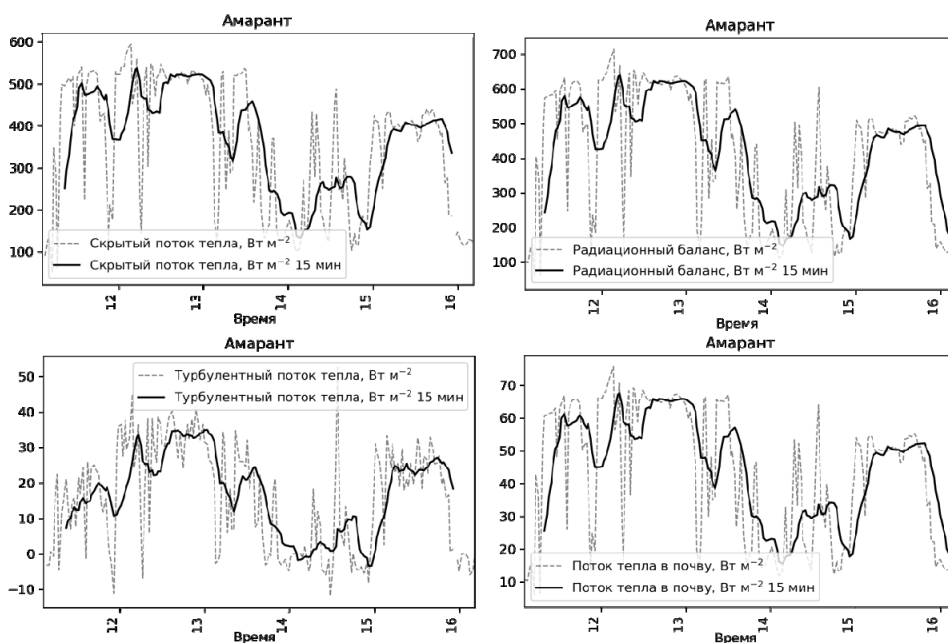 Амарант
600
500
400
300
200
100
Скрытый поток тепла, Вт м⁻²
Скрытый поток тепла, Вт м⁻² 15 мин
12
13
14
15
16
Время
Амарант
700
600
500
400
300
200
100
Радиационный баланс, Вт м⁻²
Радиационный баланс, Вт м⁻² 15 мин
12
13
14
15
16
Время
Амарант
50
40
30
20
10
0
−10
Турбулентный поток тепла, Вт м⁻²
Турбулентный поток тепла, Вт м⁻² 15 мин
12
13
14
15
16
Время
Амарант
70
60
50
40
30
20
10
Поток тепла в почву, Вт м⁻²
Поток тепла в почву, Вт м⁻² 15 мин
12
13
14
15
16
Время